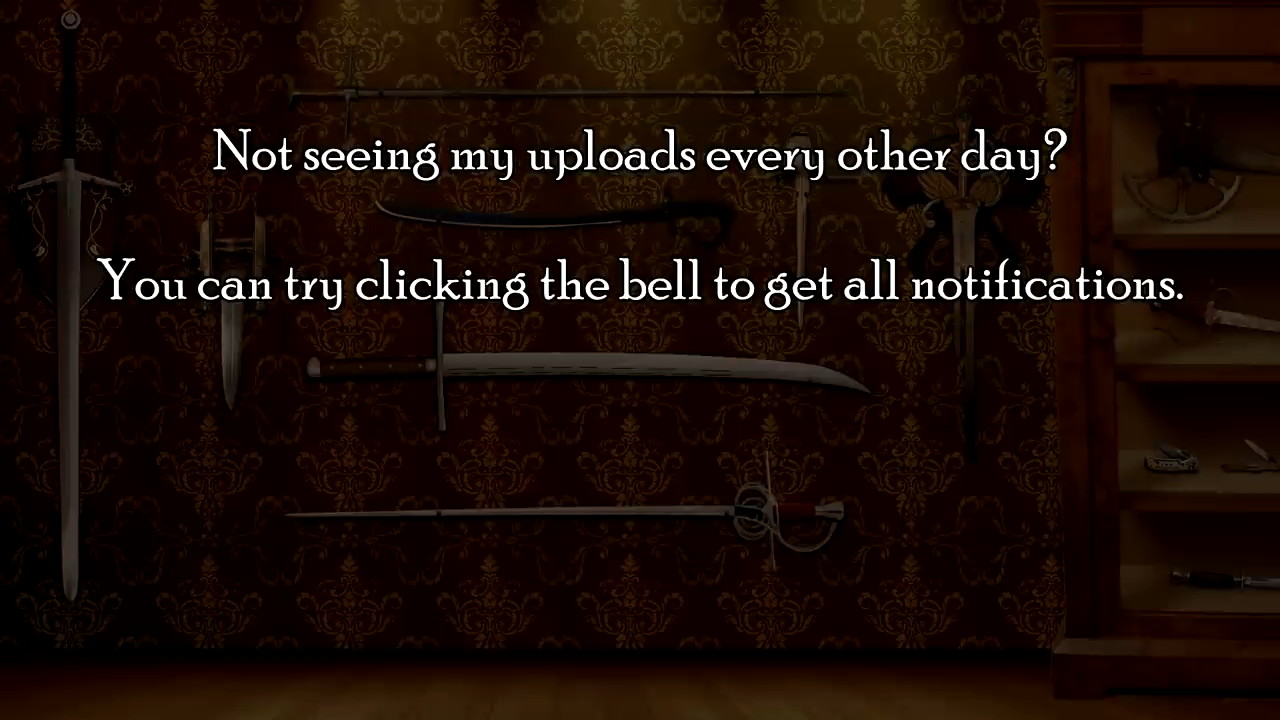 Not seeing my uploads every other day?
You can try clicking the bell to get all notifications.